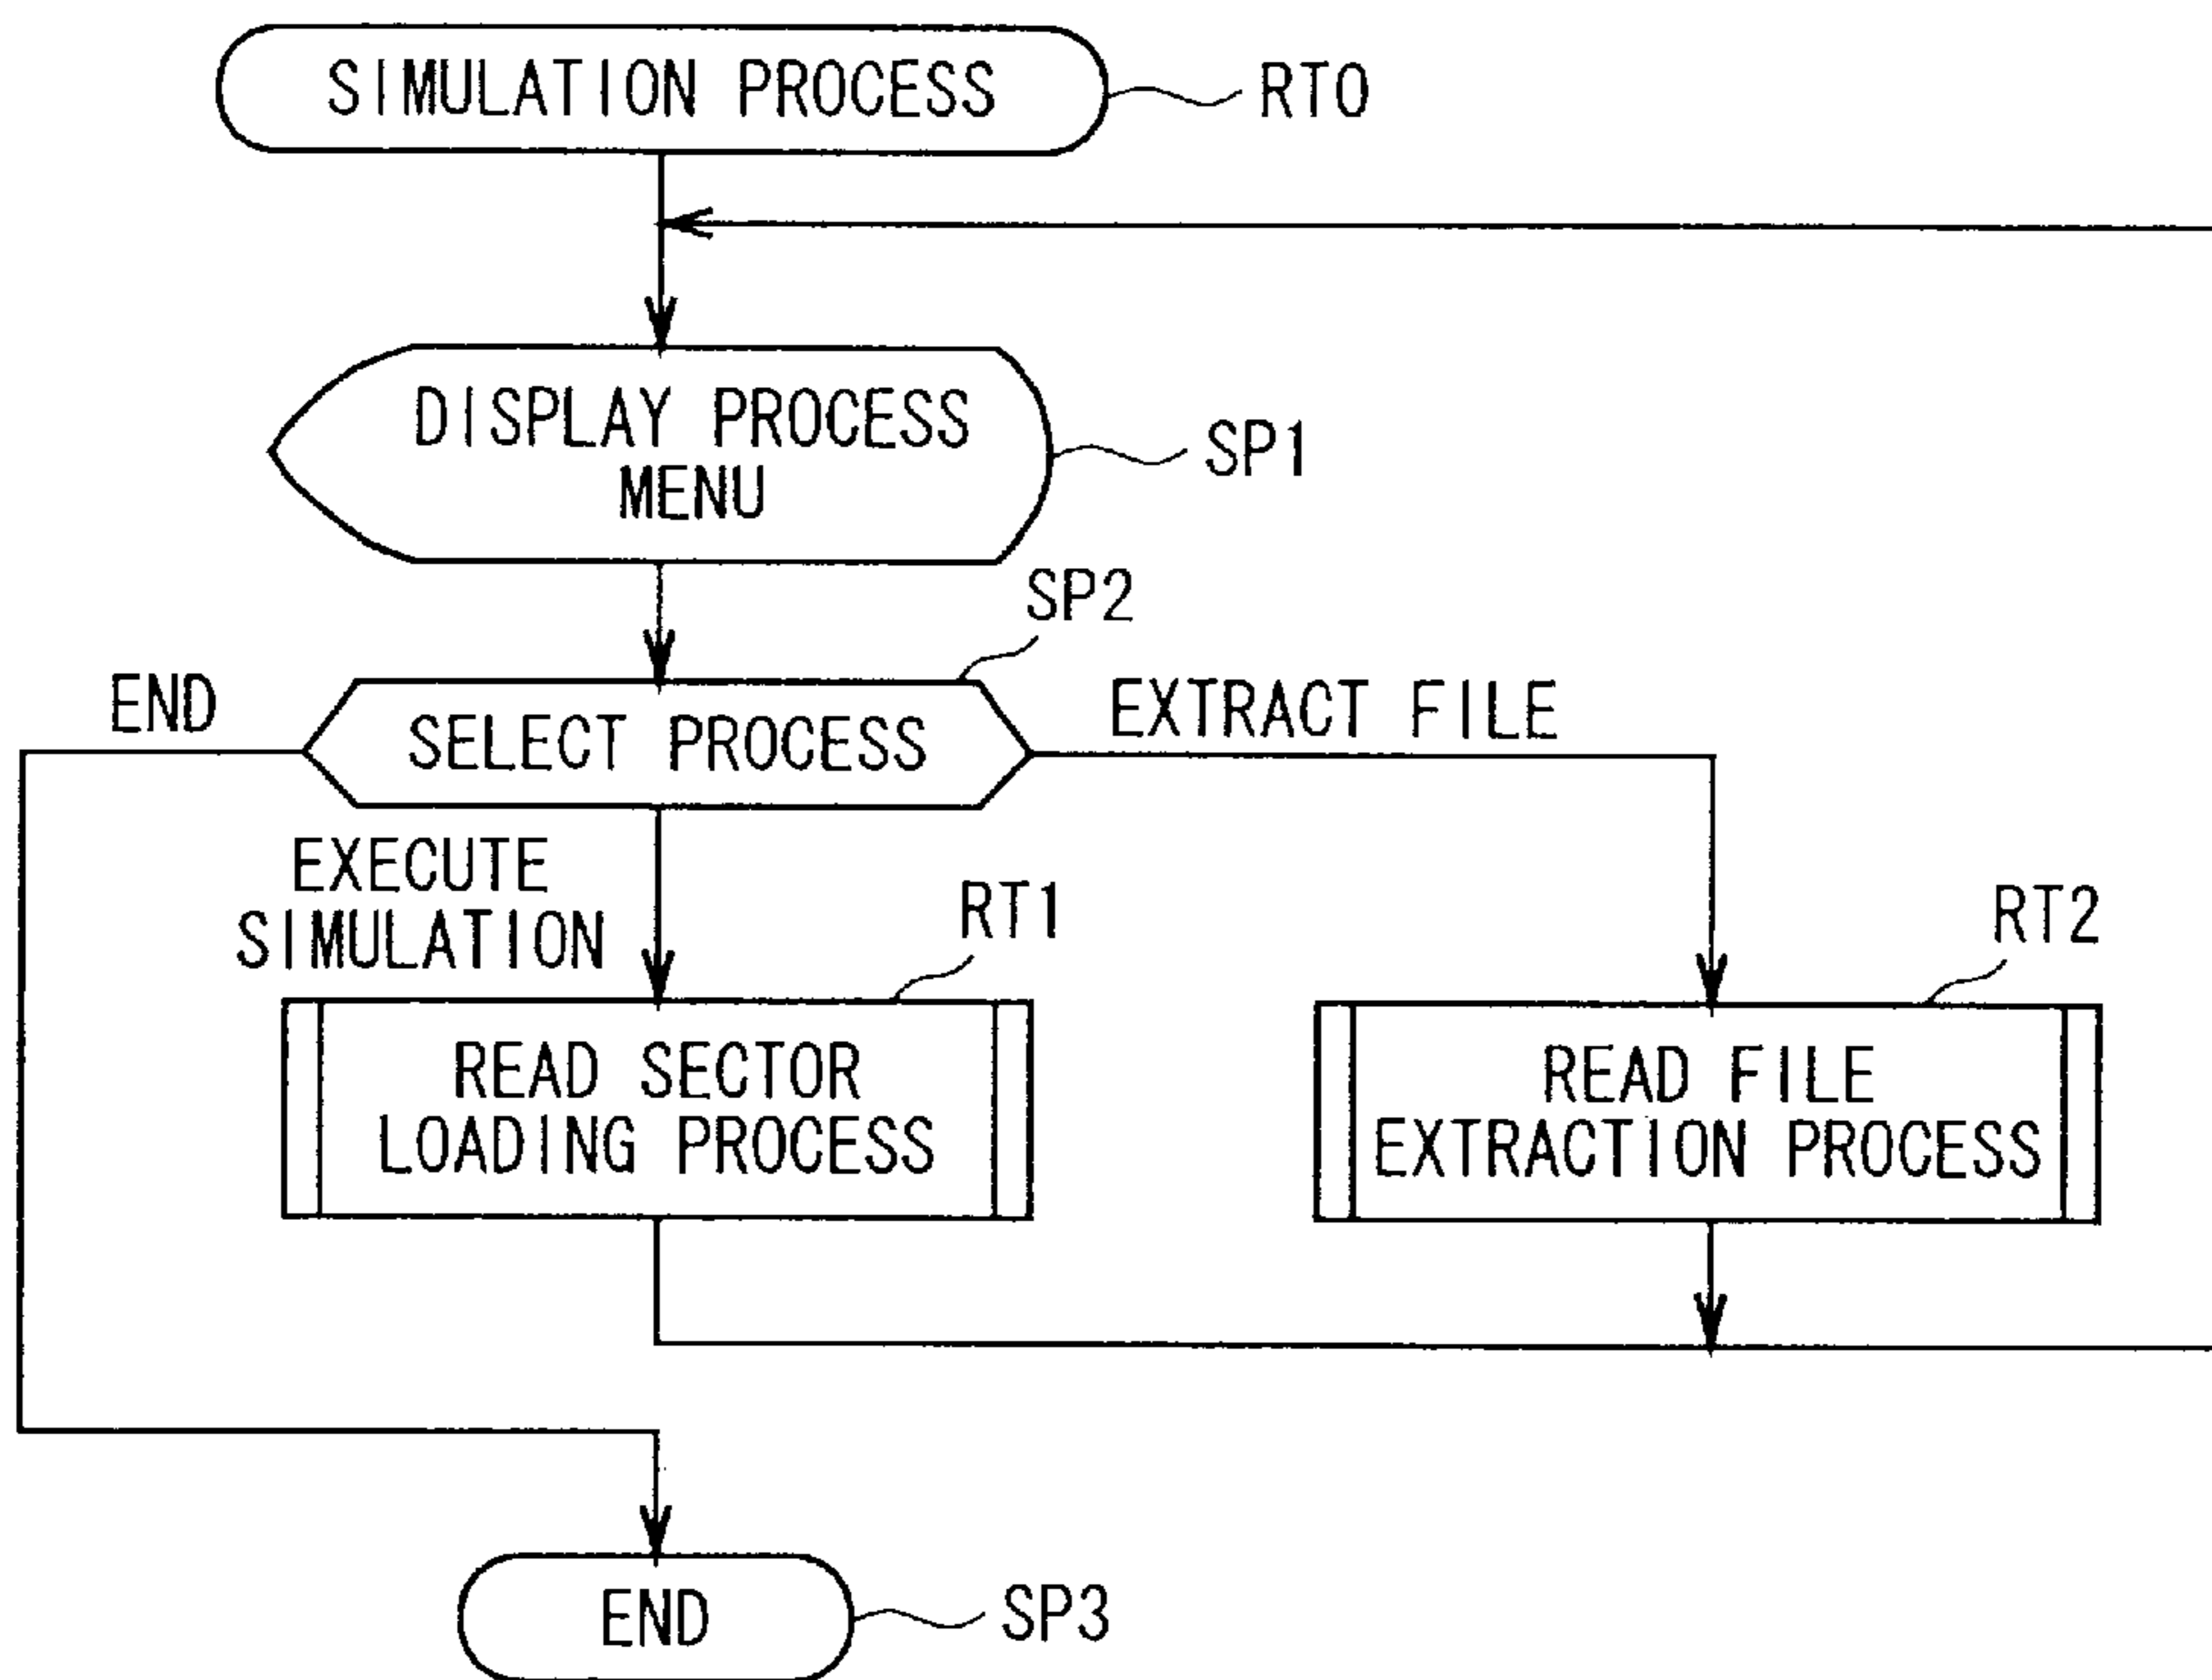 SIMULATION PROCESS
RT0
DISPLAY PROCESS
MENU
SP1
SP2
END
SELECT PROCESS
EXTRACT FILE
EXECUTE
SIMULATION
RT1
RT2
READ SECTOR
LOADING PROCESS
READ FILE
EXTRACTION PROCESS
END
SP3